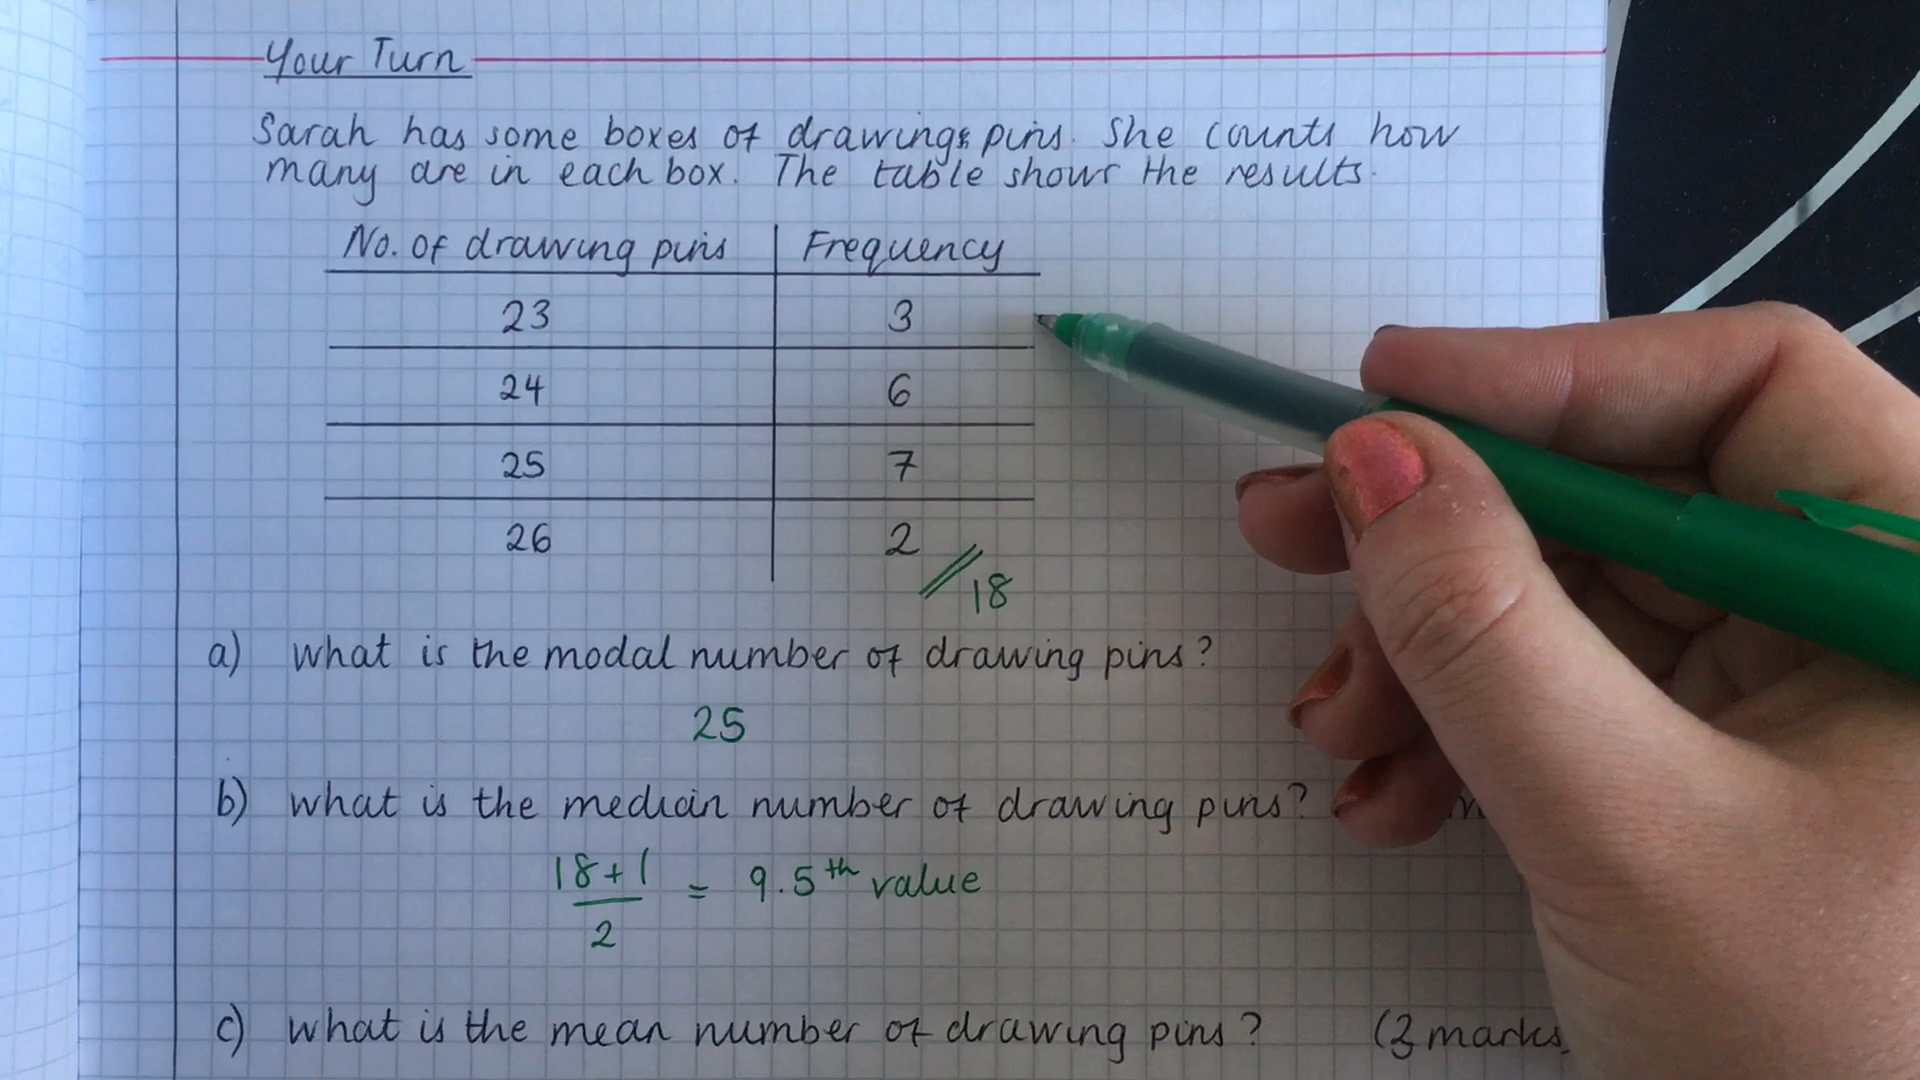 Your Turn
Sarah has some boxes of drawings pins. She counts how
many are in each box. The table shows the results.
No. of drawing pins Frequency
23 3
24 6
25 7
26 2
18
a) what is the modal number of drawing pins?
25
b) what is the median number of drawing pins?
18+1
= 9.5th value
2
c) what is the mean number of drawing pins? (3 marks